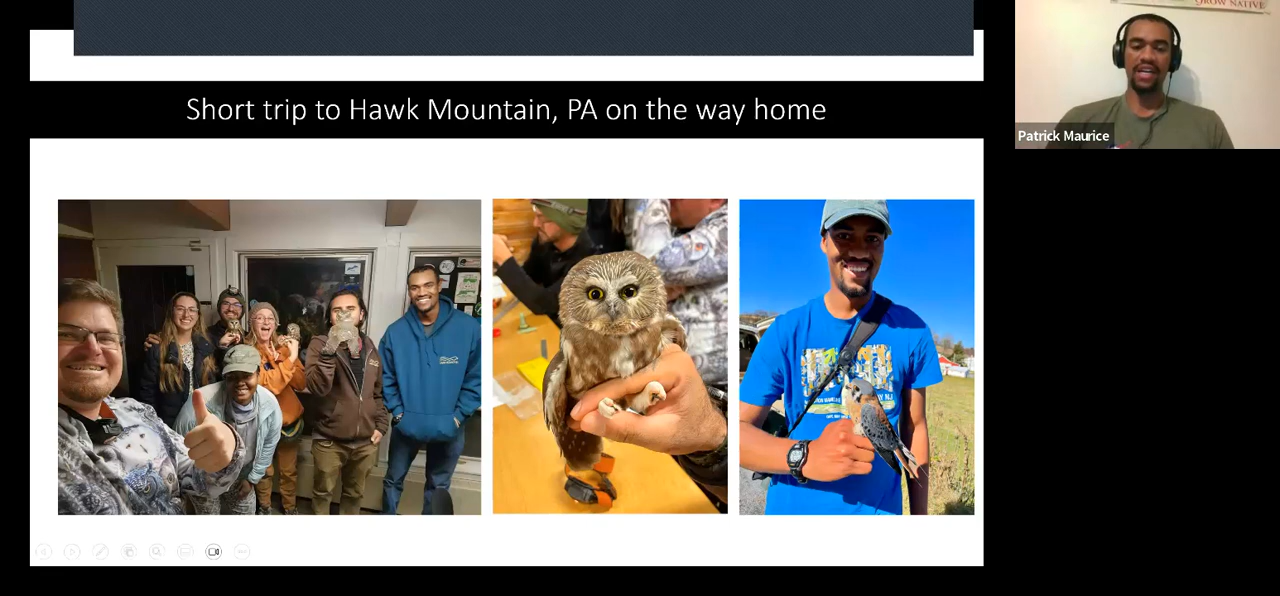 GROW NATIVE
Short trip to Hawk Mountain, PA on the way home
Patrick Maurice